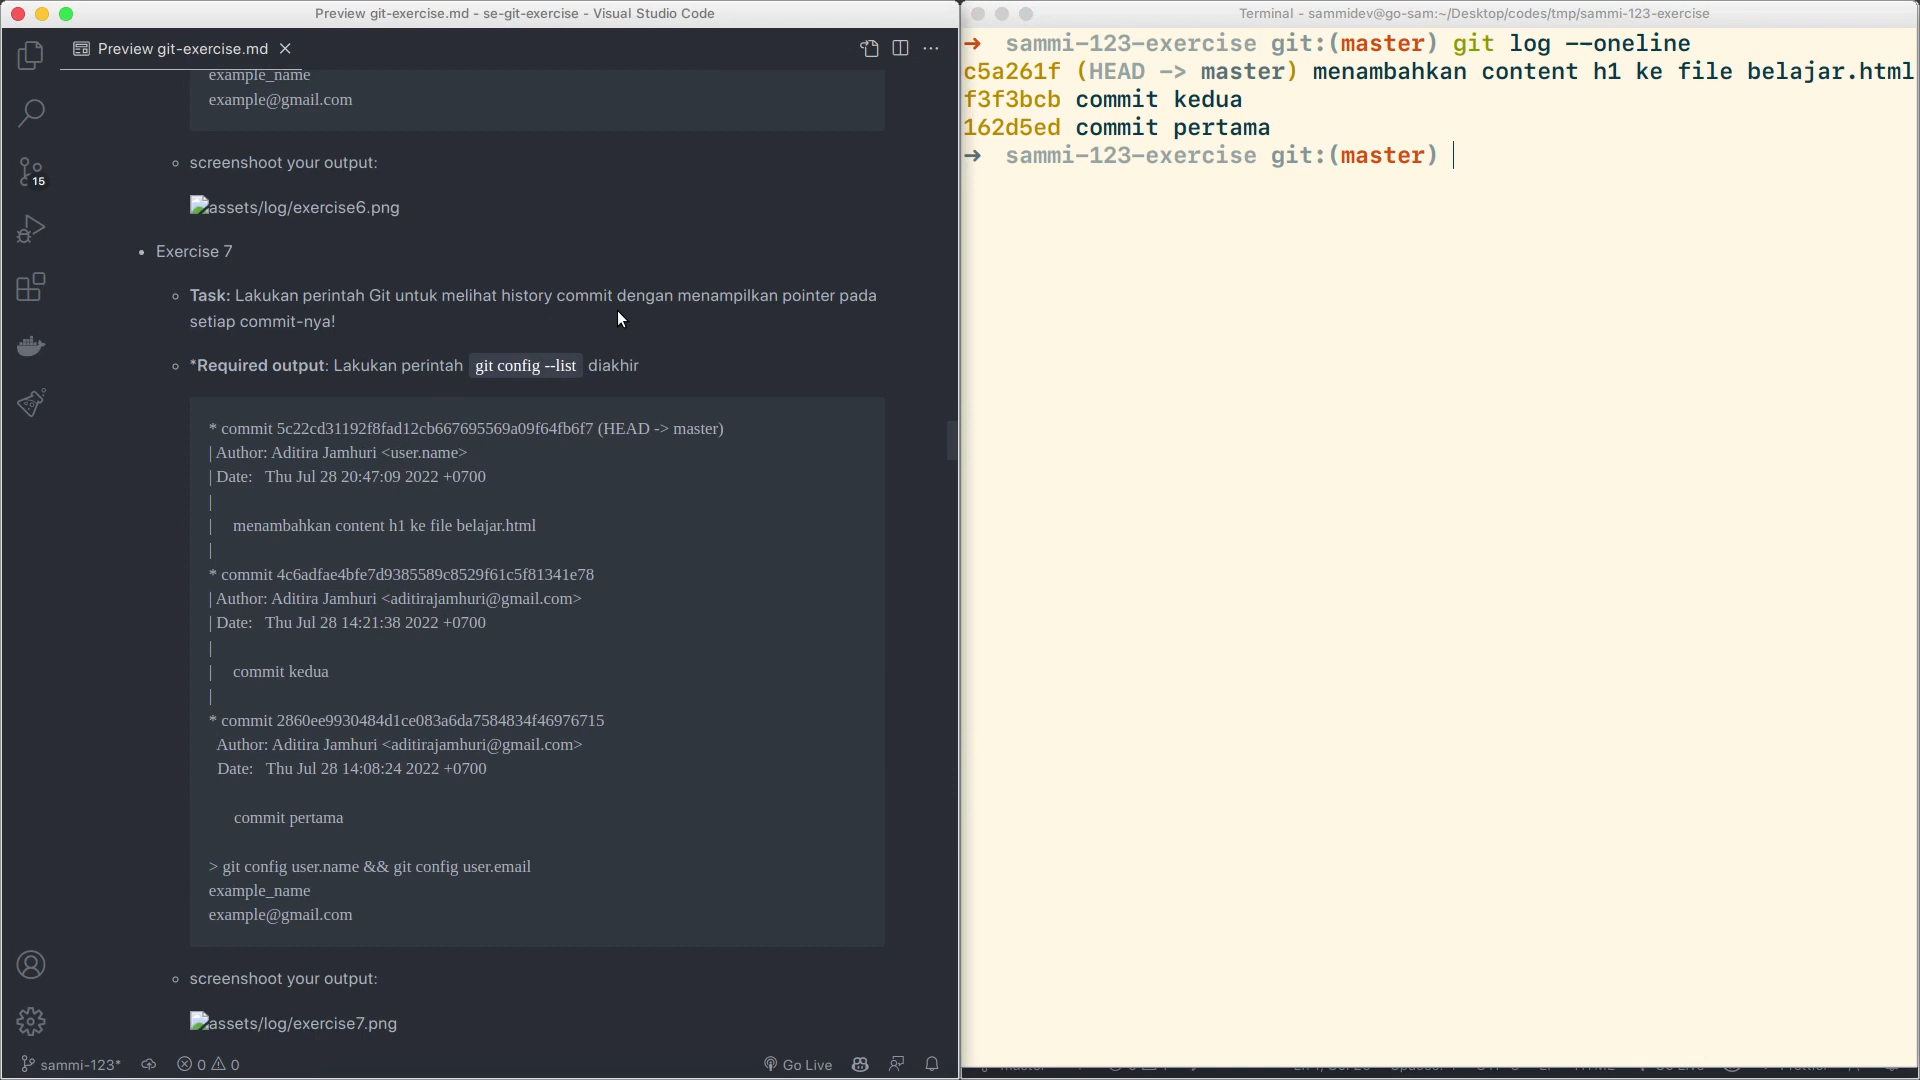 Preview git-exercise.md - se-git-exercise - Visual Studio Code
Preview git-exercise.md
example_name
example@gmail.com
screenshoot your output:
assets/log/exercise6.png
Exercise 7
Task: Lakukan perintah Git untuk melihat history commit dengan menampilkan pointer pada
setiap commit-nya!
*Required output: Lakukan perintah git config --list diakhir
* commit 5c22cd31192f8fad12cb667695569a09f64fb6f7 (HEAD -> master)
| Author: Aditira Jamhuri <user.name>
| Date:   Thu Jul 28 20:47:09 2022 +0700
|
|     menambahkan content h1 ke file belajar.html
|
* commit 4c6adfae4bfe7d9385589c8529f61c5f81341e78
| Author: Aditira Jamhuri <aditirajamhuri@gmail.com>
| Date:   Thu Jul 28 14:21:38 2022 +0700
|
|     commit kedua
|
* commit 2860ee9930484d1ce083a6da7584834f46976715
Author: Aditira Jamhuri <aditirajamhuri@gmail.com>
Date:   Thu Jul 28 14:08:24 2022 +0700
commit pertama
> git config user.name && git config user.email
example_name
example@gmail.com
screenshoot your output:
assets/log/exercise7.png
15
sammi-123*
0 0
Go Live
Terminal - sammidev@go-sam:~/Desktop/codes/tmp/sammi-123-exercise
➜ sammi-123-exercise git:(master) git log --oneline
c5a261f (HEAD -> master) menambahkan content h1 ke file belajar.html
f3f3bcb commit kedua
162d5ed commit pertama
➜ sammi-123-exercise git:(master)